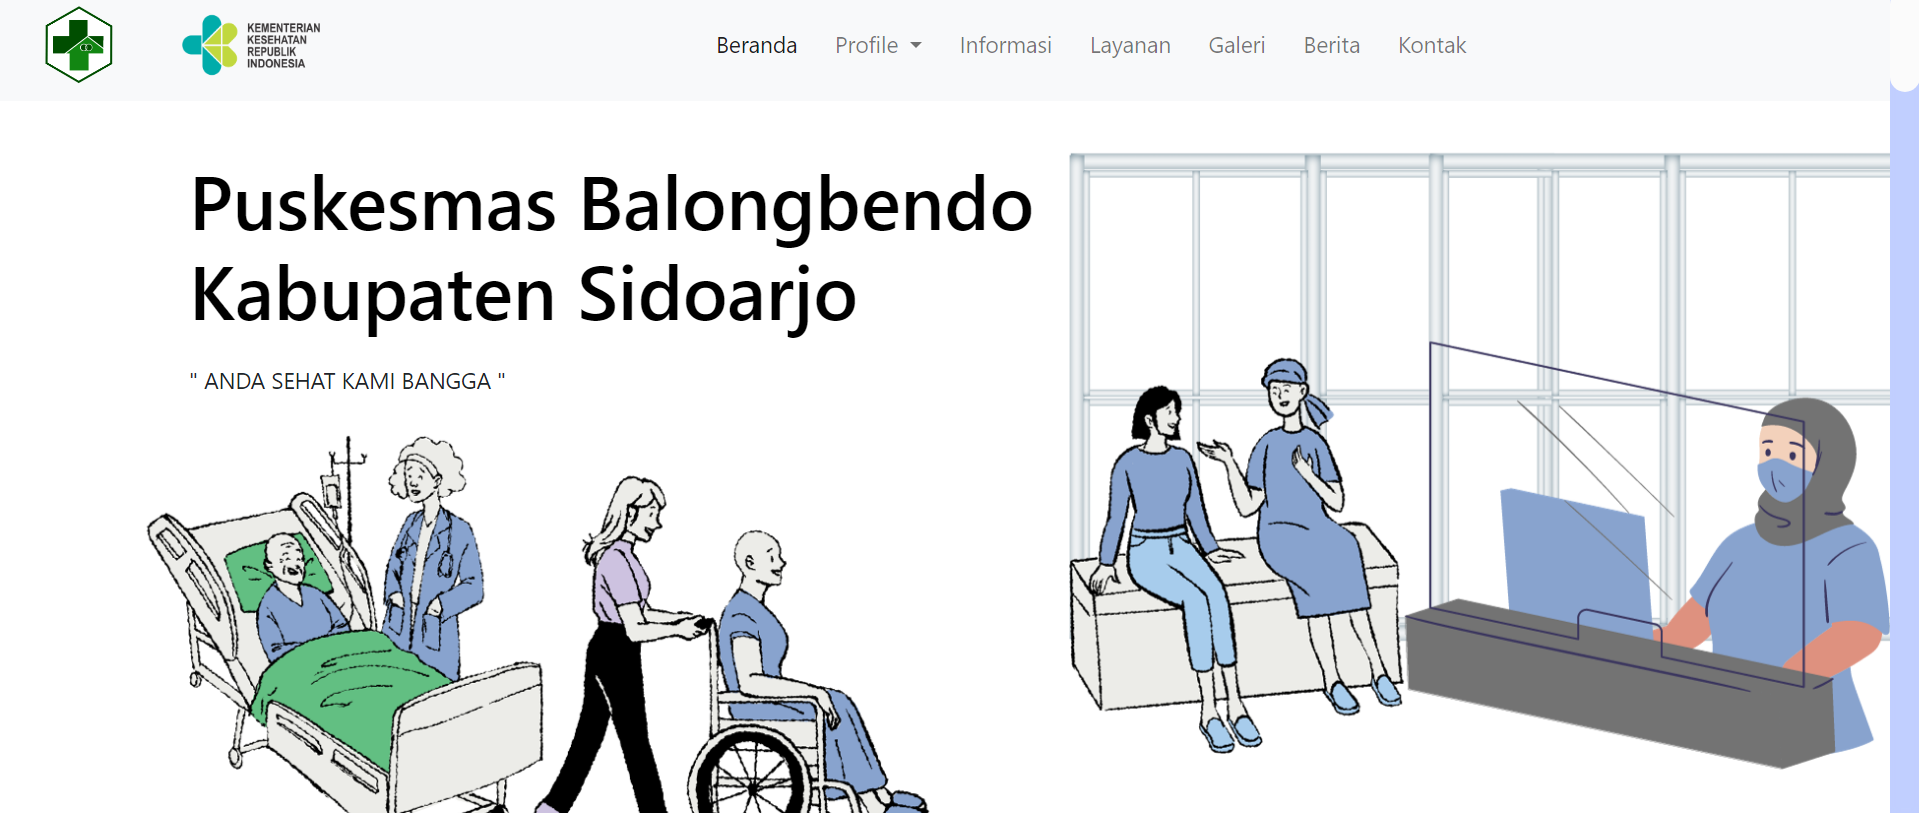 KEMENTERIAN
KESEHATAN
REPUBLIK
INDONESIA
Beranda Profile Informasi Layanan Galeri Berita Kontak
Puskesmas Balongbendo
Kabupaten Sidoarjo
" ANDA SEHAT KAMI BANGGA "